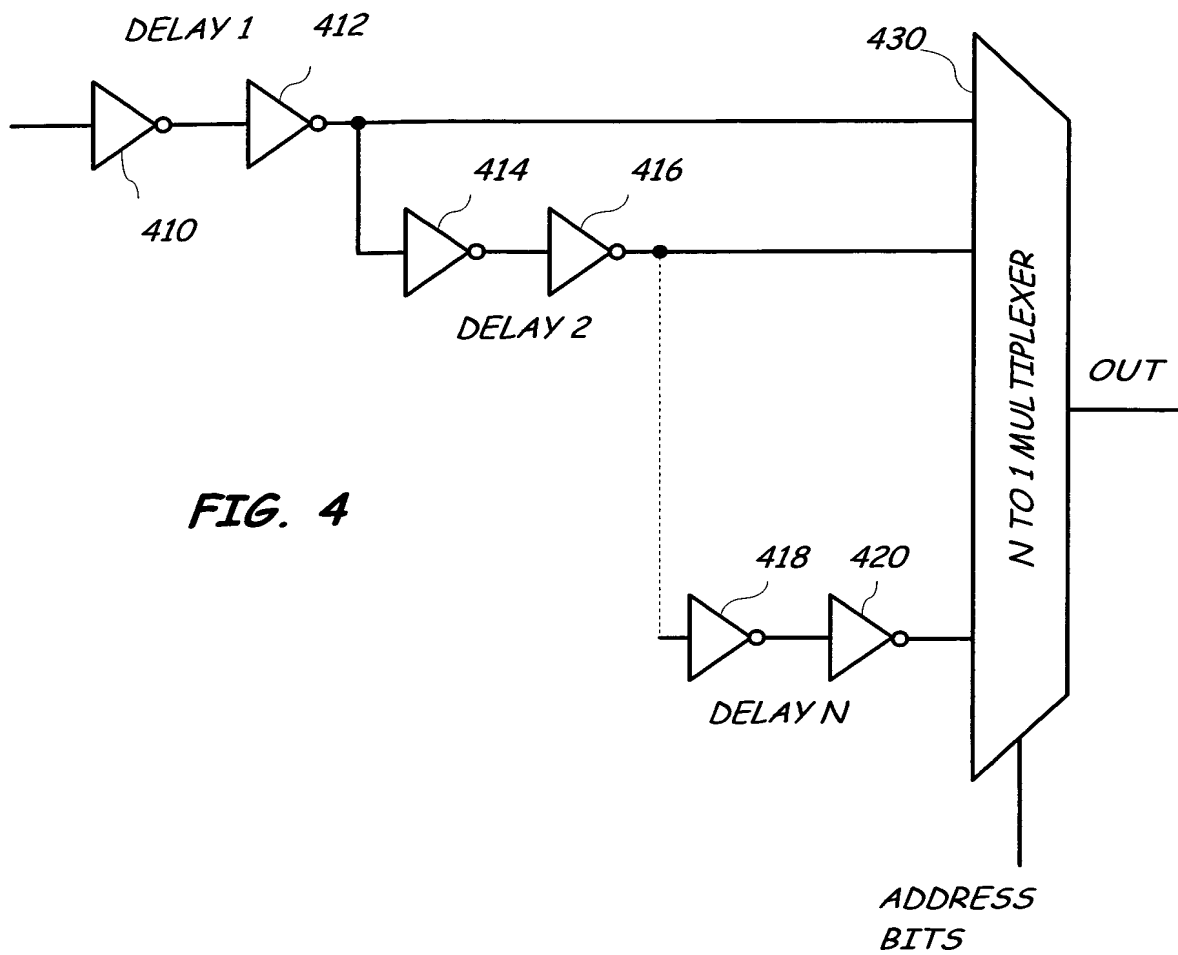 DELAY 1
412
430
410
414
416
DELAY 2
N TO 1 MULTIPLEXER
OUT
FIG. 4
418
420
DELAY N
ADDRESS
BITS